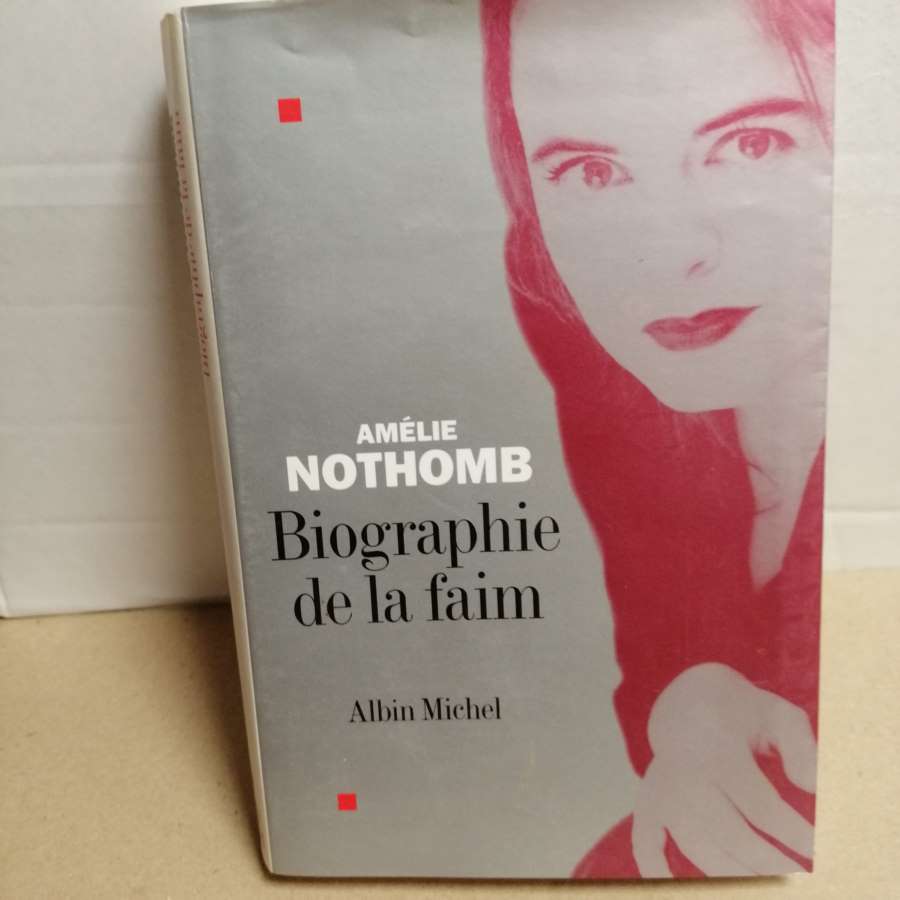 AMÉLIE
NOTHOMB
Biographie
de la faim
Albin Michel